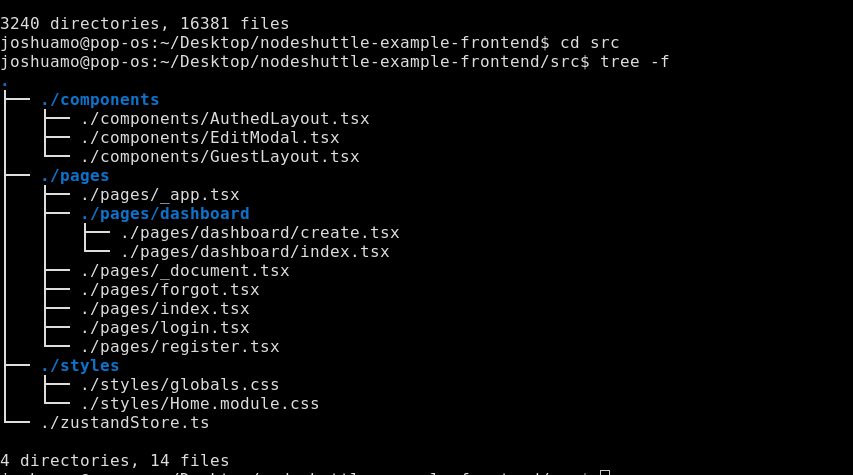 3240 directories, 16381 files
joshuamo@pop-os:~/Desktop/nodeshuttle-example-frontend$ cd src
joshuamo@pop-os:~/Desktop/nodeshuttle-example-frontend/src$ tree -f
.
├── ./components
│   ├── ./components/AuthedLayout.tsx
│   ├── ./components/EditModal.tsx
│   └── ./components/GuestLayout.tsx
├── ./pages
│   ├── ./pages/_app.tsx
│   ├── ./pages/dashboard
│   │   ├── ./pages/dashboard/create.tsx
│   │   └── ./pages/dashboard/index.tsx
│   ├── ./pages/_document.tsx
│   ├── ./pages/forgot.tsx
│   ├── ./pages/index.tsx
│   ├── ./pages/login.tsx
│   └── ./pages/register.tsx
├── ./styles
│   ├── ./styles/globals.css
│   └── ./styles/Home.module.css
└── ./zustandStore.ts
4 directories, 14 files